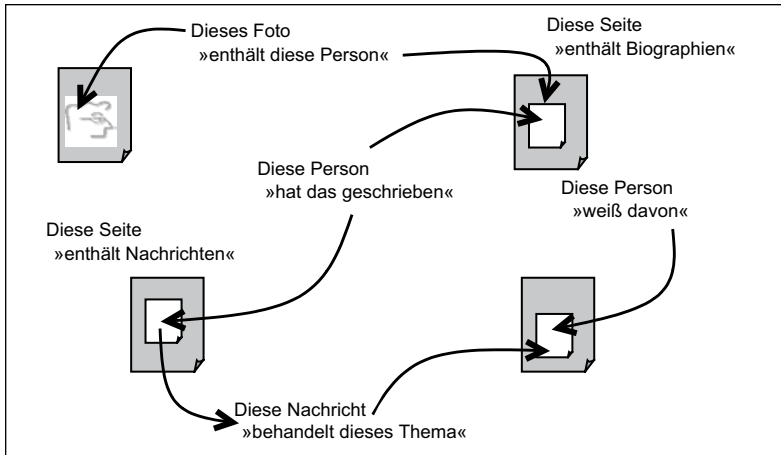 Dieses Foto
»enthält diese Person«
Diese Seite
»enthält Biographien«
Diese Person
»hat das geschrieben«
Diese Person
»weiß davon«
Diese Seite
»enthält Nachrichten«
Diese Nachricht
»behandelt dieses Thema«